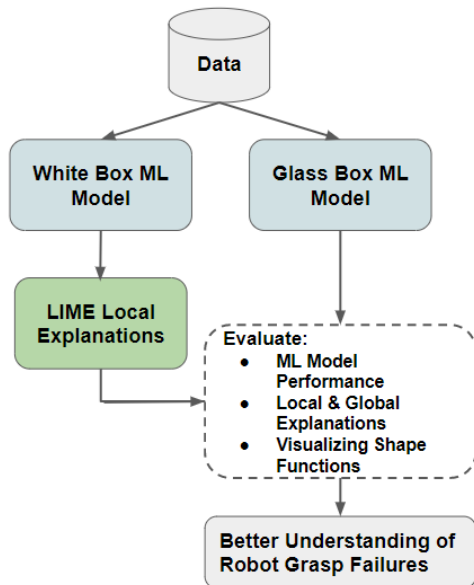 Data
White Box ML
Model
Glass Box ML
Model
LIME Local
Explanations
Evaluate:
● ML Model
Performance
● Local & Global
Explanations
● Visualizing Shape
Functions
Better Understanding of
Robot Grasp Failures